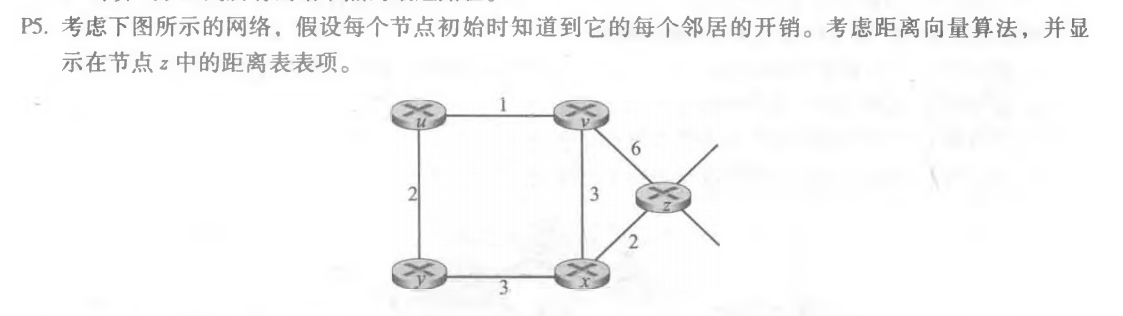 P5. 考虑下图所示的网络，假设每个节点初始时知道到它的每个邻居的开销。考虑距离向量算法，并显
示在节点 z 中的距离表表项。
1
u
v
6
2
3
z
2
y
3
x